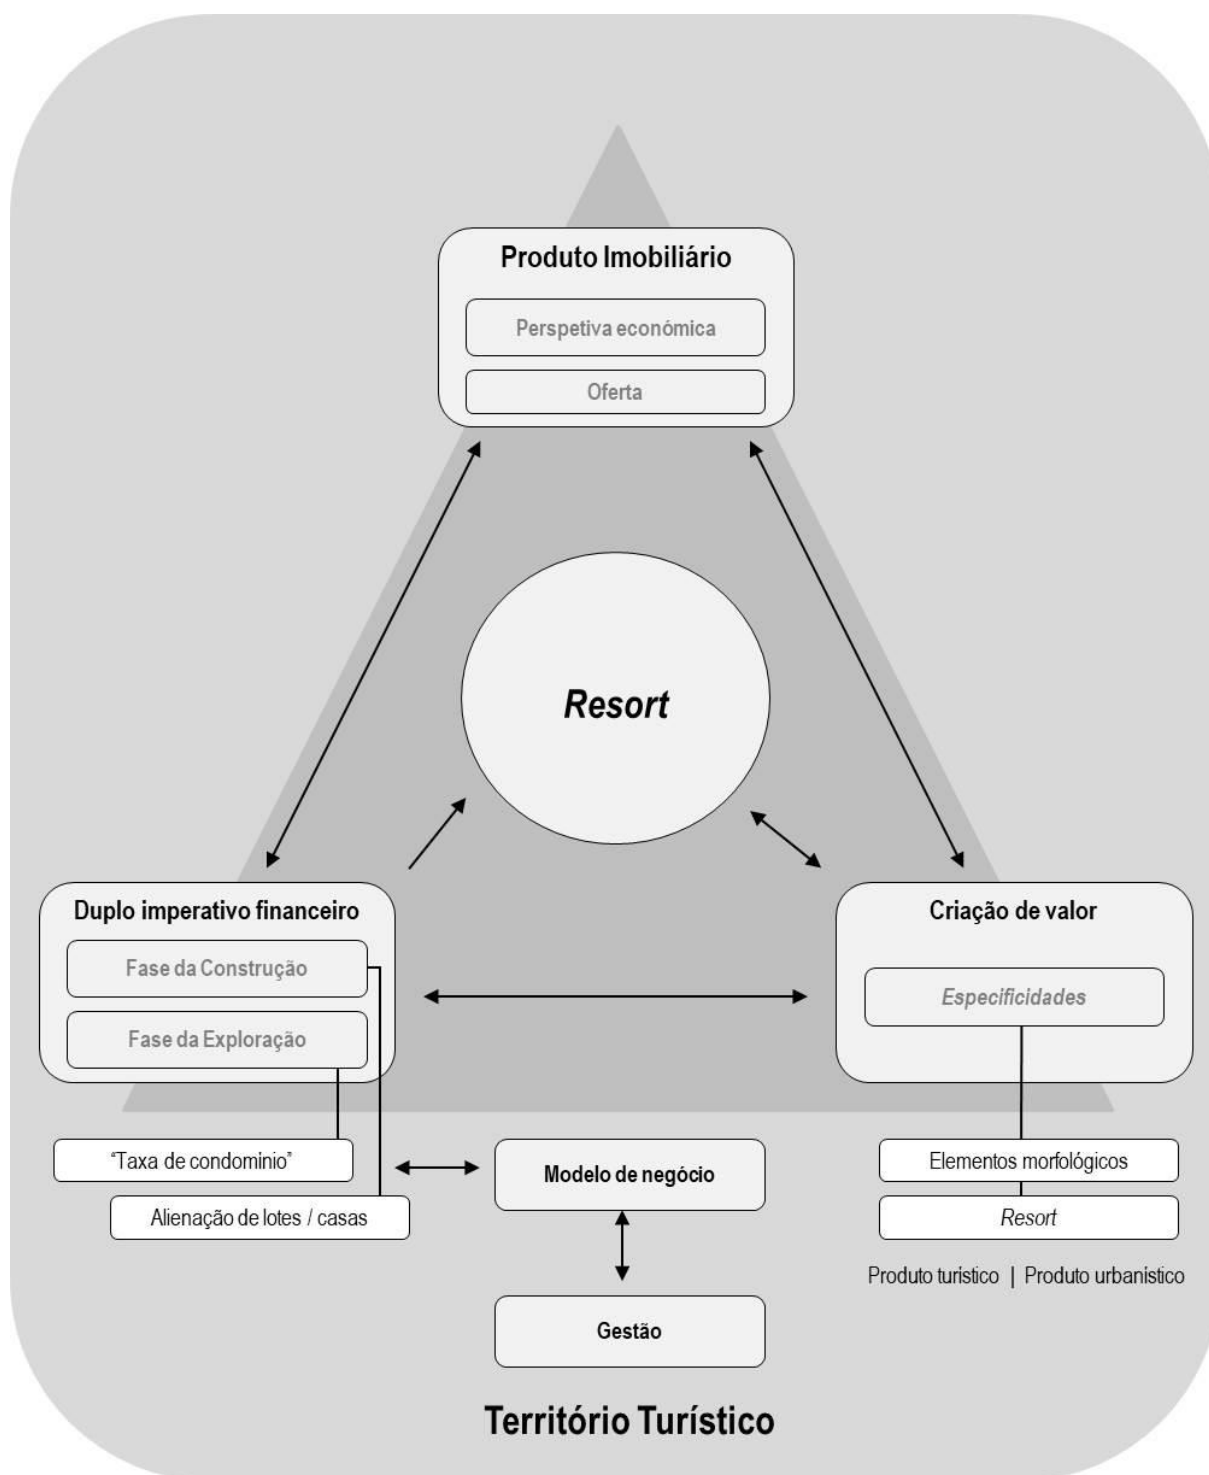 Produto Imobiliário
Perspetiva económica
Oferta
Resort
Duplo imperativo financeiro
Fase da Construção
Fase da Exploração
Criação de valor
Especificidades
“Taxa de condomínio”
Alienação de lotes / casas
Modelo de negócio
Gestão
Elementos morfológicos
Resort
Produto turístico | Produto urbanístico
Território Turístico